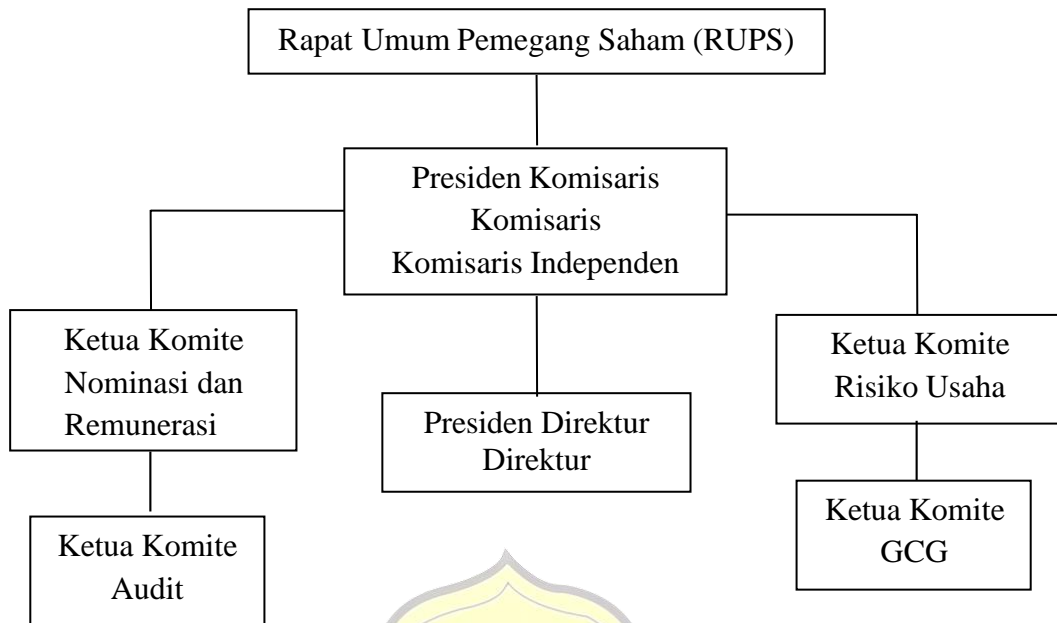 Rapat Umum Pemegang Saham (RUPS)
Presiden Komisaris
Komisaris
Komisaris Independen
Ketua Komite
Nominasi dan
Remunerasi
Presiden Direktur
Direktur
Ketua Komite
Risiko Usaha
Ketua Komite
Audit
Ketua Komite
GCG